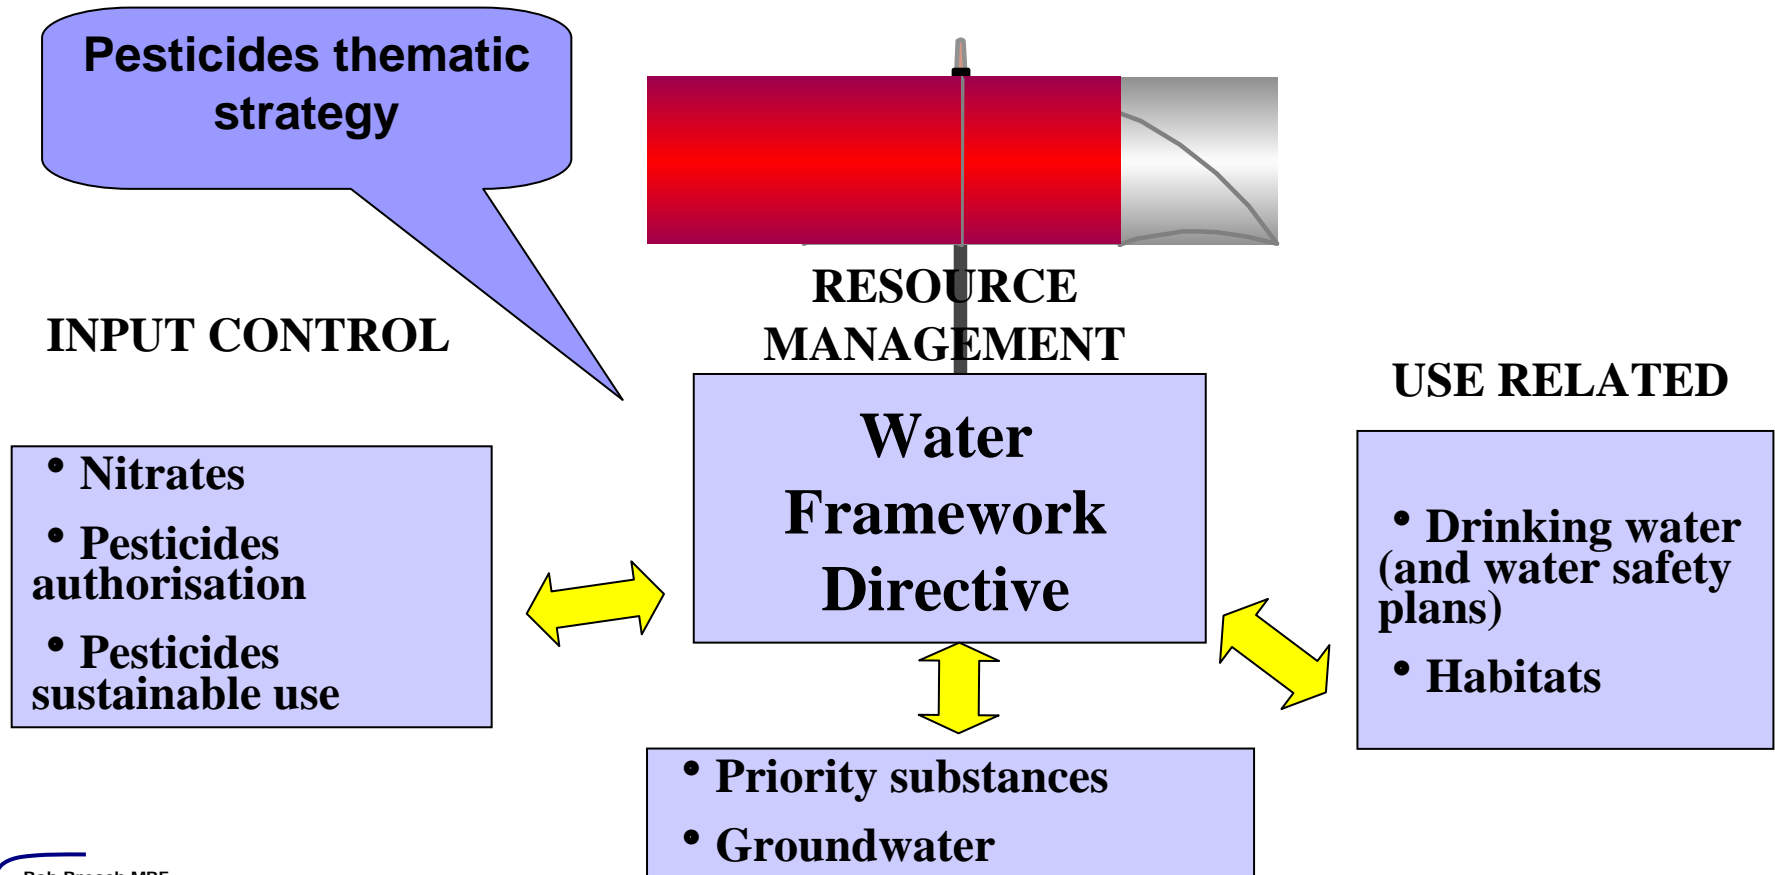 Pesticides thematic
strategy
INPUT CONTROL
• Nitrates
• Pesticides
authorisation
• Pesticides
sustainable use
RESOURCE
MANAGEMENT
Water
Framework
Directive
• Priority substances
• Groundwater
USE RELATED
• Drinking water
(and water safety
plans)
• Habitats